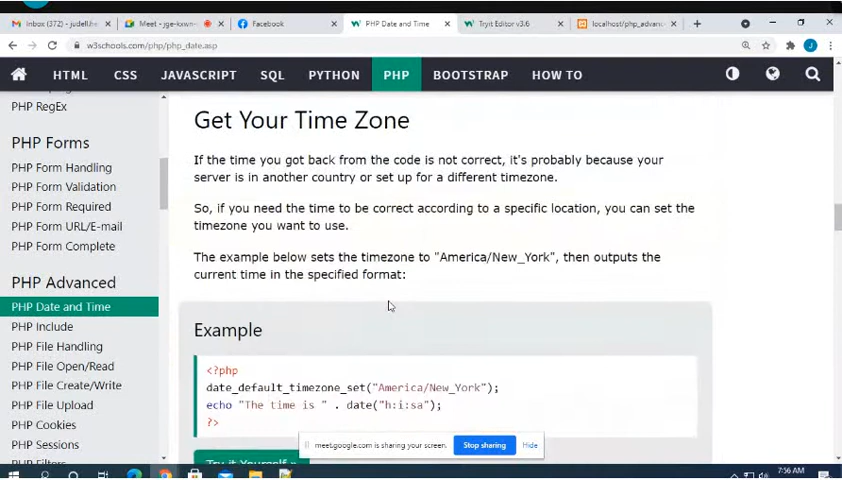 Inbox (372) - judell.he
Meet - jge-kxwn
Facebook
PHP Date and Time
Tryit Editor v3.6
localhost/php_advanc
w3schools.com/php/php_date.asp
HTML CSS JAVASCRIPT SQL PYTHON PHP BOOTSTRAP HOW TO
PHP RegEx
PHP Forms
PHP Form Handling
PHP Form Validation
PHP Form Required
PHP Form URL/E-mail
PHP Form Complete
PHP Advanced
PHP Date and Time
PHP Include
PHP File Handling
PHP File Open/Read
PHP File Create/Write
PHP File Upload
PHP Cookies
PHP Sessions
PHP Filters
Get Your Time Zone
If the time you got back from the code is not correct, it's probably because your
server is in another country or set up for a different timezone.
So, if you need the time to be correct according to a specific location, you can set the
timezone you want to use.
The example below sets the timezone to "America/New_York", then outputs the
current time in the specified format:
Example
<?php
date_default_timezone_set("America/New_York");
echo "The time is " . date("h:i:sa");
?>
Try it Yourself »
meet.google.com is sharing your screen.
Stop sharing
Hide
7:56 AM